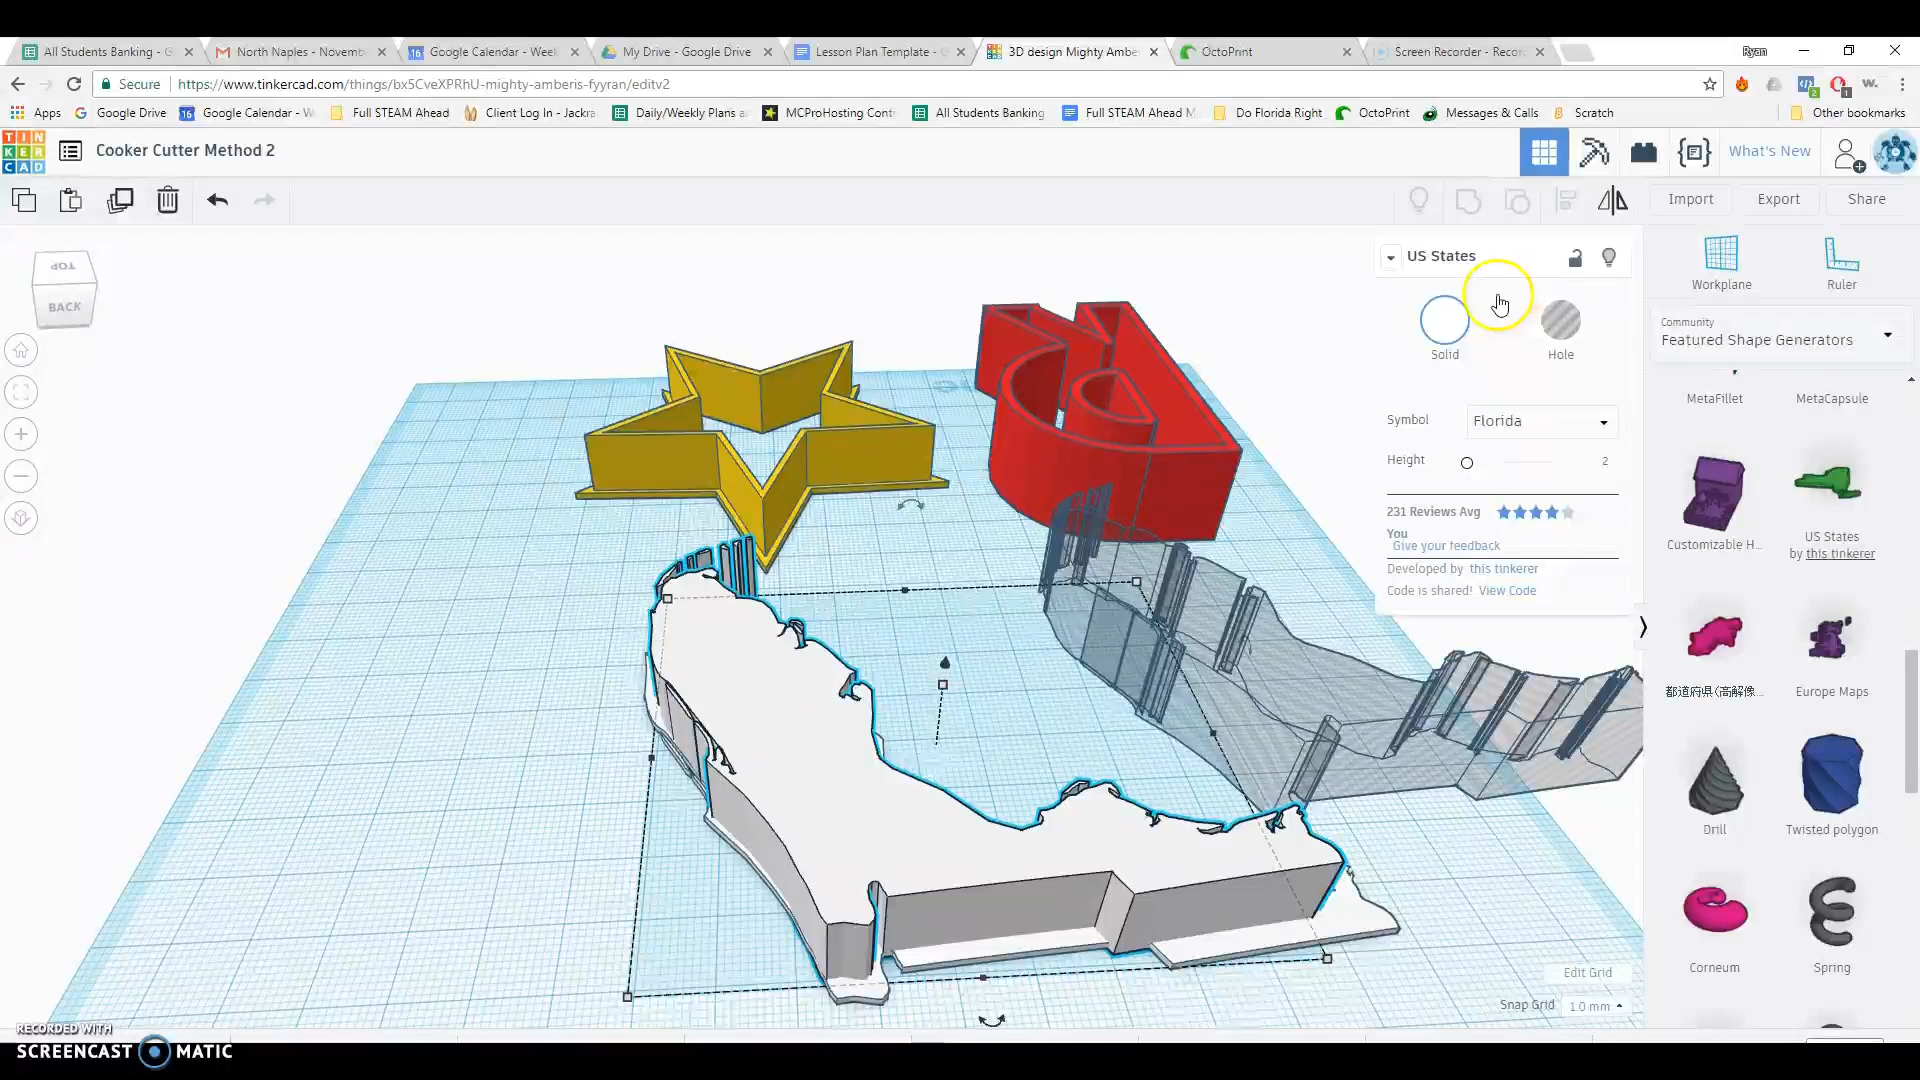 All Students Banking - G
North Naples - Novemb
Google Calendar - Week
My Drive - Google Drive
Lesson Plan Template - G
3D design Mighty Ambe
OctoPrint
Screen Recorder - Record
Ryan
Secure
https://www.tinkercad.com/things/bx5CveXPRhU-mighty-amberis-fyyran/editv2
Apps
Google Drive
Google Calendar - W
Full STEAM Ahead
Client Log In - Jackra
Daily/Weekly Plans a
MCProHosting Contr
All Students Banking
Full STEAM Ahead M
Do Florida Right
OctoPrint
Messages & Calls
Scratch
Other bookmarks
TIN
KER
CAD
Cooker Cutter Method 2
What's New
Import
Export
Share
TOP
BACK
US States
Solid
Hole
Symbol
Florida
Height
2
231 Reviews Avg
You
Give your feedback
Developed by this tinkerer
Code is shared! View Code
Workplane
Ruler
Community
Featured Shape Generators
MetaFillet
MetaCapsule
Customizable H...
US States
by this tinkerer
都道府県(高解像...
Europe Maps
Drill
Twisted polygon
Corneum
Spring
Edit Grid
Snap Grid
1.0 mm
RECORDED WITH
SCREENCAST MATIC